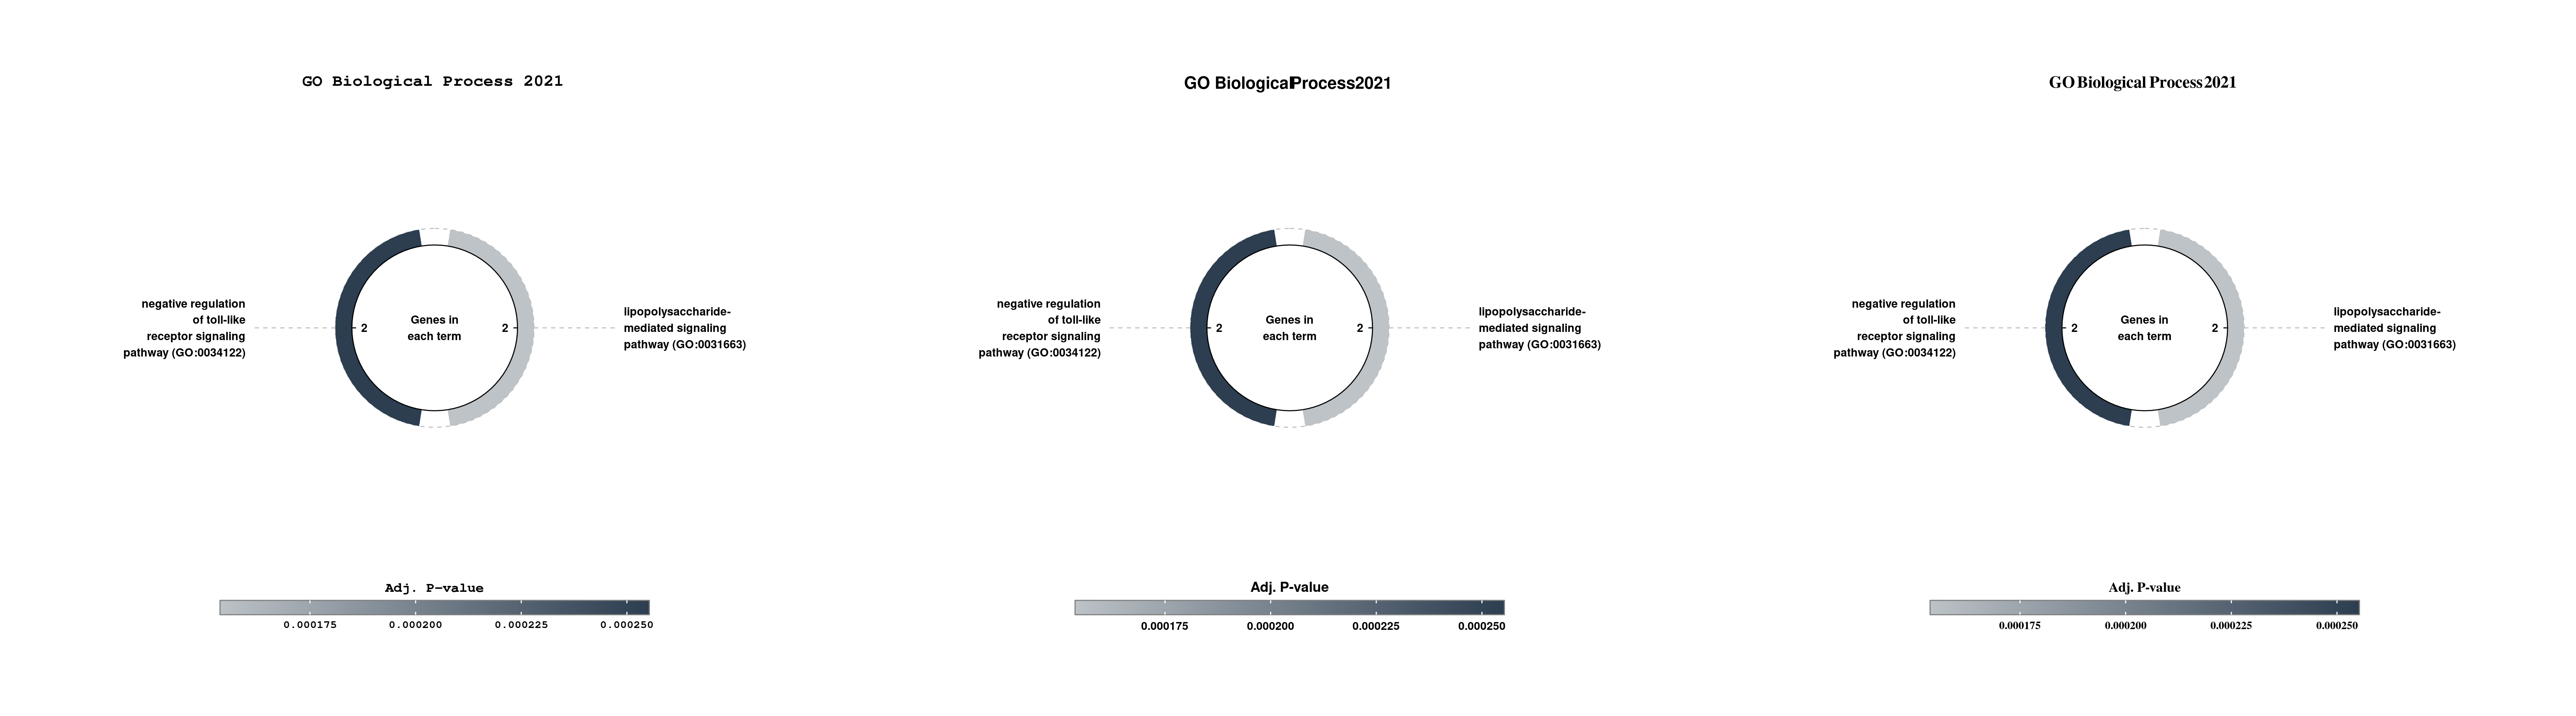 GO Biological Process 2021
negative regulation
of toll-like
receptor signaling
pathway (GO:0034122)
2
Genes in
each term
2
lipopolysaccharide-
mediated signaling
pathway (GO:0031663)
Adj. P-value
0.000175 0.000200 0.000225 0.000250
GO Biological Process 2021
negative regulation
of toll-like
receptor signaling
pathway (GO:0034122)
2
Genes in
each term
2
lipopolysaccharide-
mediated signaling
pathway (GO:0031663)
Adj. P-value
0.000175 0.000200 0.000225 0.000250
GO Biological Process 2021
negative regulation
of toll-like
receptor signaling
pathway (GO:0034122)
2
Genes in
each term
2
lipopolysaccharide-
mediated signaling
pathway (GO:0031663)
Adj. P-value
0.000175 0.000200 0.000225 0.000250